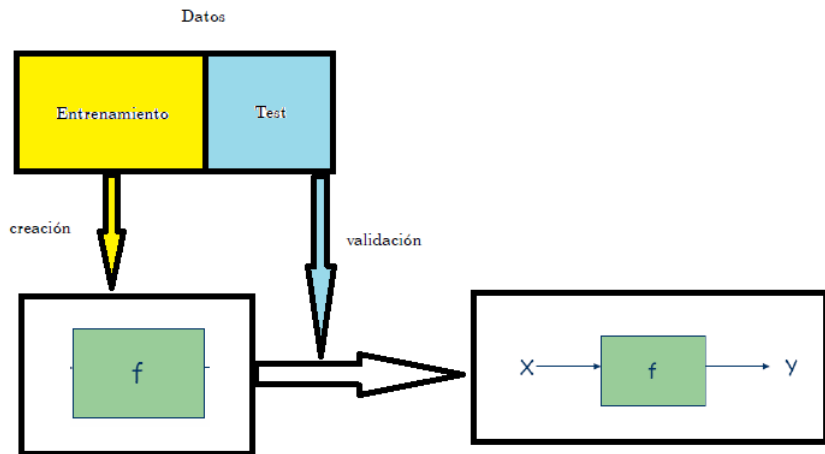 Datos
Entrenamiento
Test
creación
validación
f
X
f
y